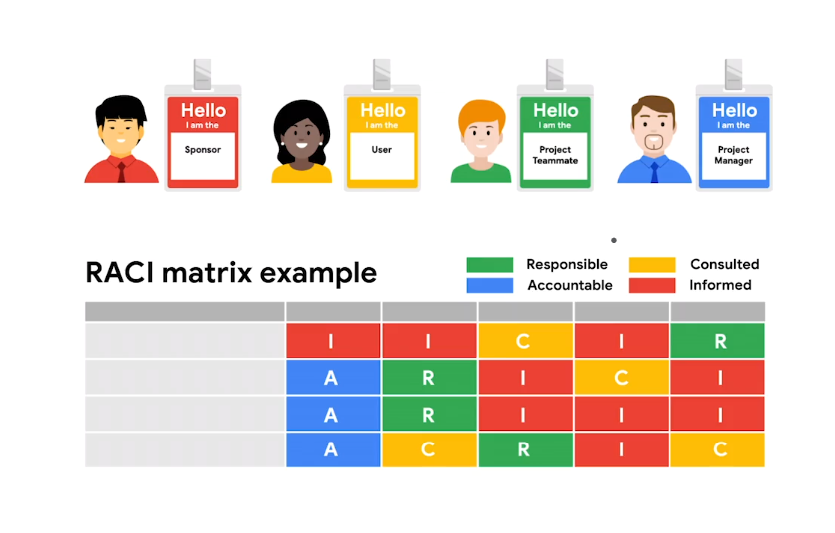 Hello
I am the
Sponsor
Hello
I am the
User
Hello
I am the
Project
Teammate
Hello
I am the
Project
Manager
RACI matrix example
Responsible
Consulted
Accountable
Informed
I I C I R
A R I C I
A R I I I
A C R I C